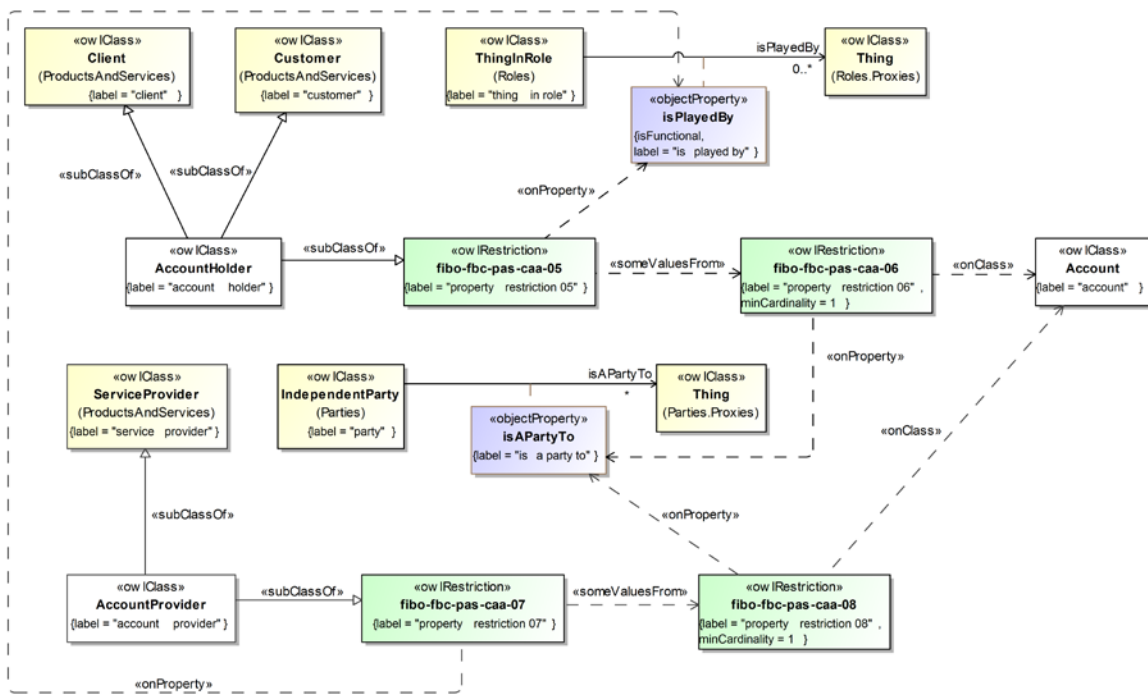 «owlClass»
Client
(ProductsAndServices)
{label = "client" }
«owlClass»
Customer
(ProductsAndServices)
{label = "customer" }
«owlClass»
ThingInRole
(Roles)
{label = "thing in role" }
isPlayedBy
0..*
«owlClass»
Thing
(Roles.Proxies)
«objectProperty»
isPlayedBy
{isFunctional,
label = "is played by" }
«subClassOf»
«subClassOf»
«onProperty»
«owlClass»
AccountHolder
{label = "account holder" }
«subClassOf»
«owlRestriction»
fibo-fbc-pas-caa-05
{label = "property restriction 05" }
«someValuesFrom»
«owlRestriction»
fibo-fbc-pas-caa-06
{label = "property restriction 06" ,
minCardinality = 1 }
«onClass»
«owlClass»
Account
{label = "account" }
«onProperty»
«owlClass»
ServiceProvider
(ProductsAndServices)
{label = "service provider" }
«owlClass»
IndependentParty
(Parties)
{label = "party" }
isAPartyTo
*
«owlClass»
Thing
(Parties.Proxies)
«objectProperty»
isAPartyTo
{label = "is a party to" }
«onClass»
«subClassOf»
«onProperty»
«owlClass»
AccountProvider
{label = "account provider" }
«subClassOf»
«owlRestriction»
fibo-fbc-pas-caa-07
{label = "property restriction 07" }
«someValuesFrom»
«owlRestriction»
fibo-fbc-pas-caa-08
{label = "property restriction 08" ,
minCardinality = 1 }
«onProperty»